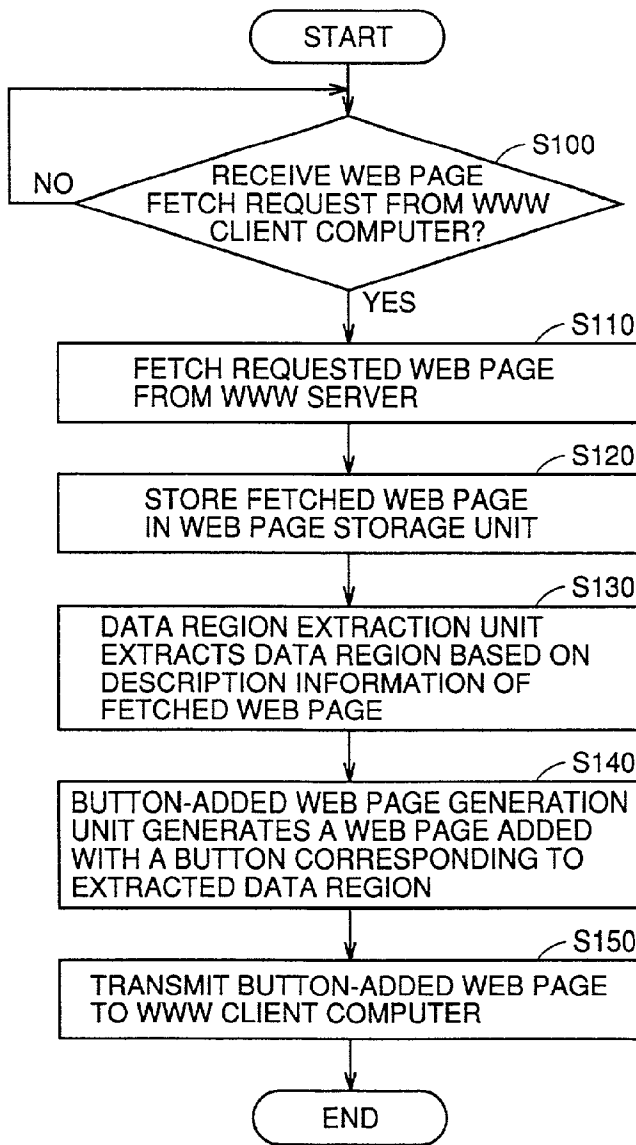 START
S100
RECEIVE WEB PAGE
FETCH REQUEST FROM WWW
CLIENT COMPUTER?
NO
YES
S110
FETCH REQUESTED WEB PAGE
FROM WWW SERVER
S120
STORE FETCHED WEB PAGE
IN WEB PAGE STORAGE UNIT
S130
DATA REGION EXTRACTION UNIT
EXTRACTS DATA REGION BASED ON
DESCRIPTION INFORMATION OF
FETCHED WEB PAGE
S140
BUTTON-ADDED WEB PAGE GENERATION
UNIT GENERATES A WEB PAGE ADDED
WITH A BUTTON CORRESPONDING TO
EXTRACTED DATA REGION
S150
TRANSMIT BUTTON-ADDED WEB PAGE
TO WWW CLIENT COMPUTER
END